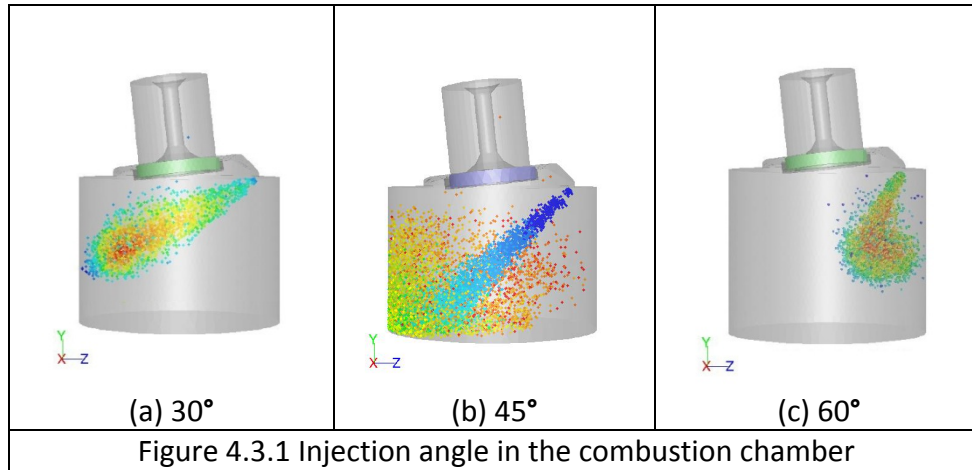 Y
X Z
Y
X Z
Y
X Z
(a) 30°
(b) 45°
(c) 60°
Figure 4.3.1 Injection angle in the combustion chamber